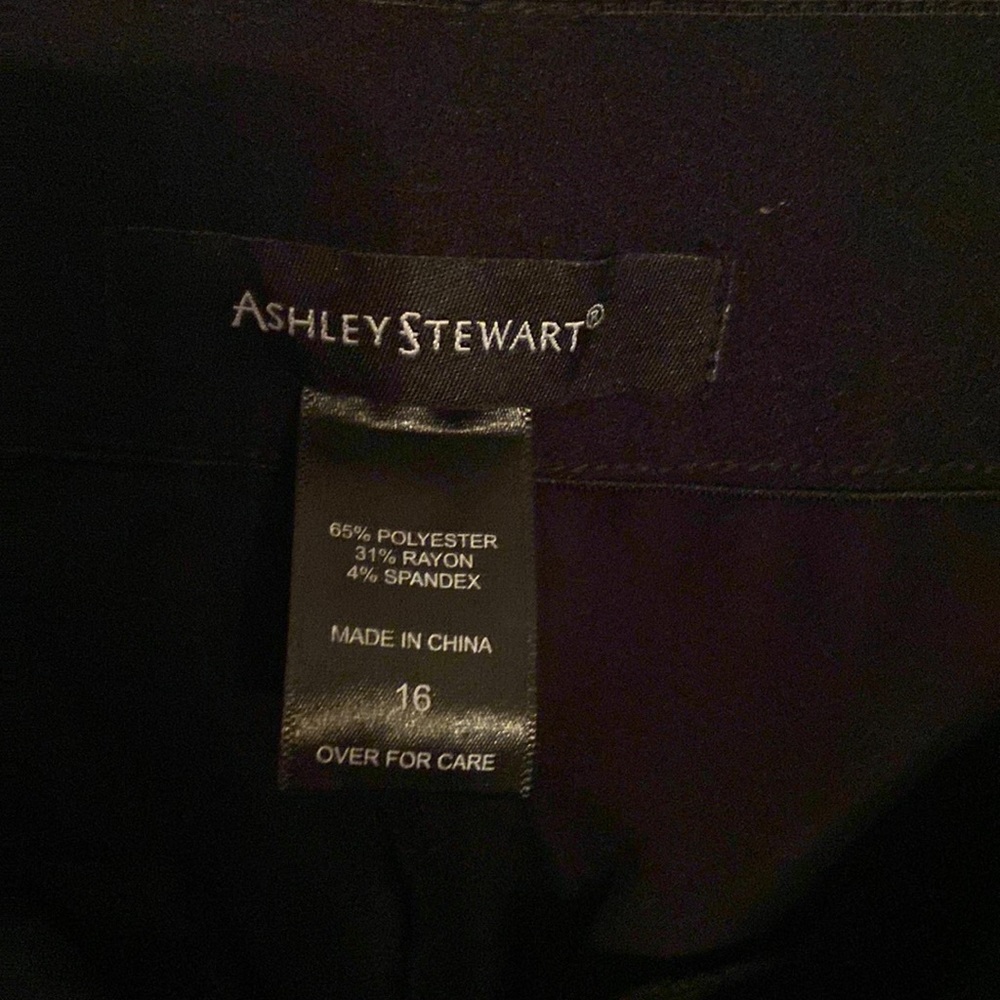 ASHLEY STEWART®
65% POLYESTER
31% RAYON
4% SPANDEX
MADE IN CHINA
16
OVER FOR CARE